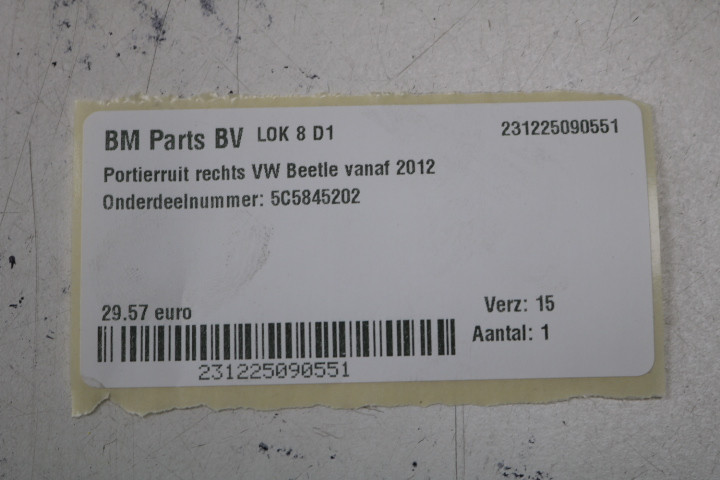 BM Parts BV LOK 8 D1 231225090551
Portierruit rechts VW Beetle vanaf 2012
Onderdeelnummer: 5C5845202
29.57 euro Verz: 15
Aantal: 1
231225090551